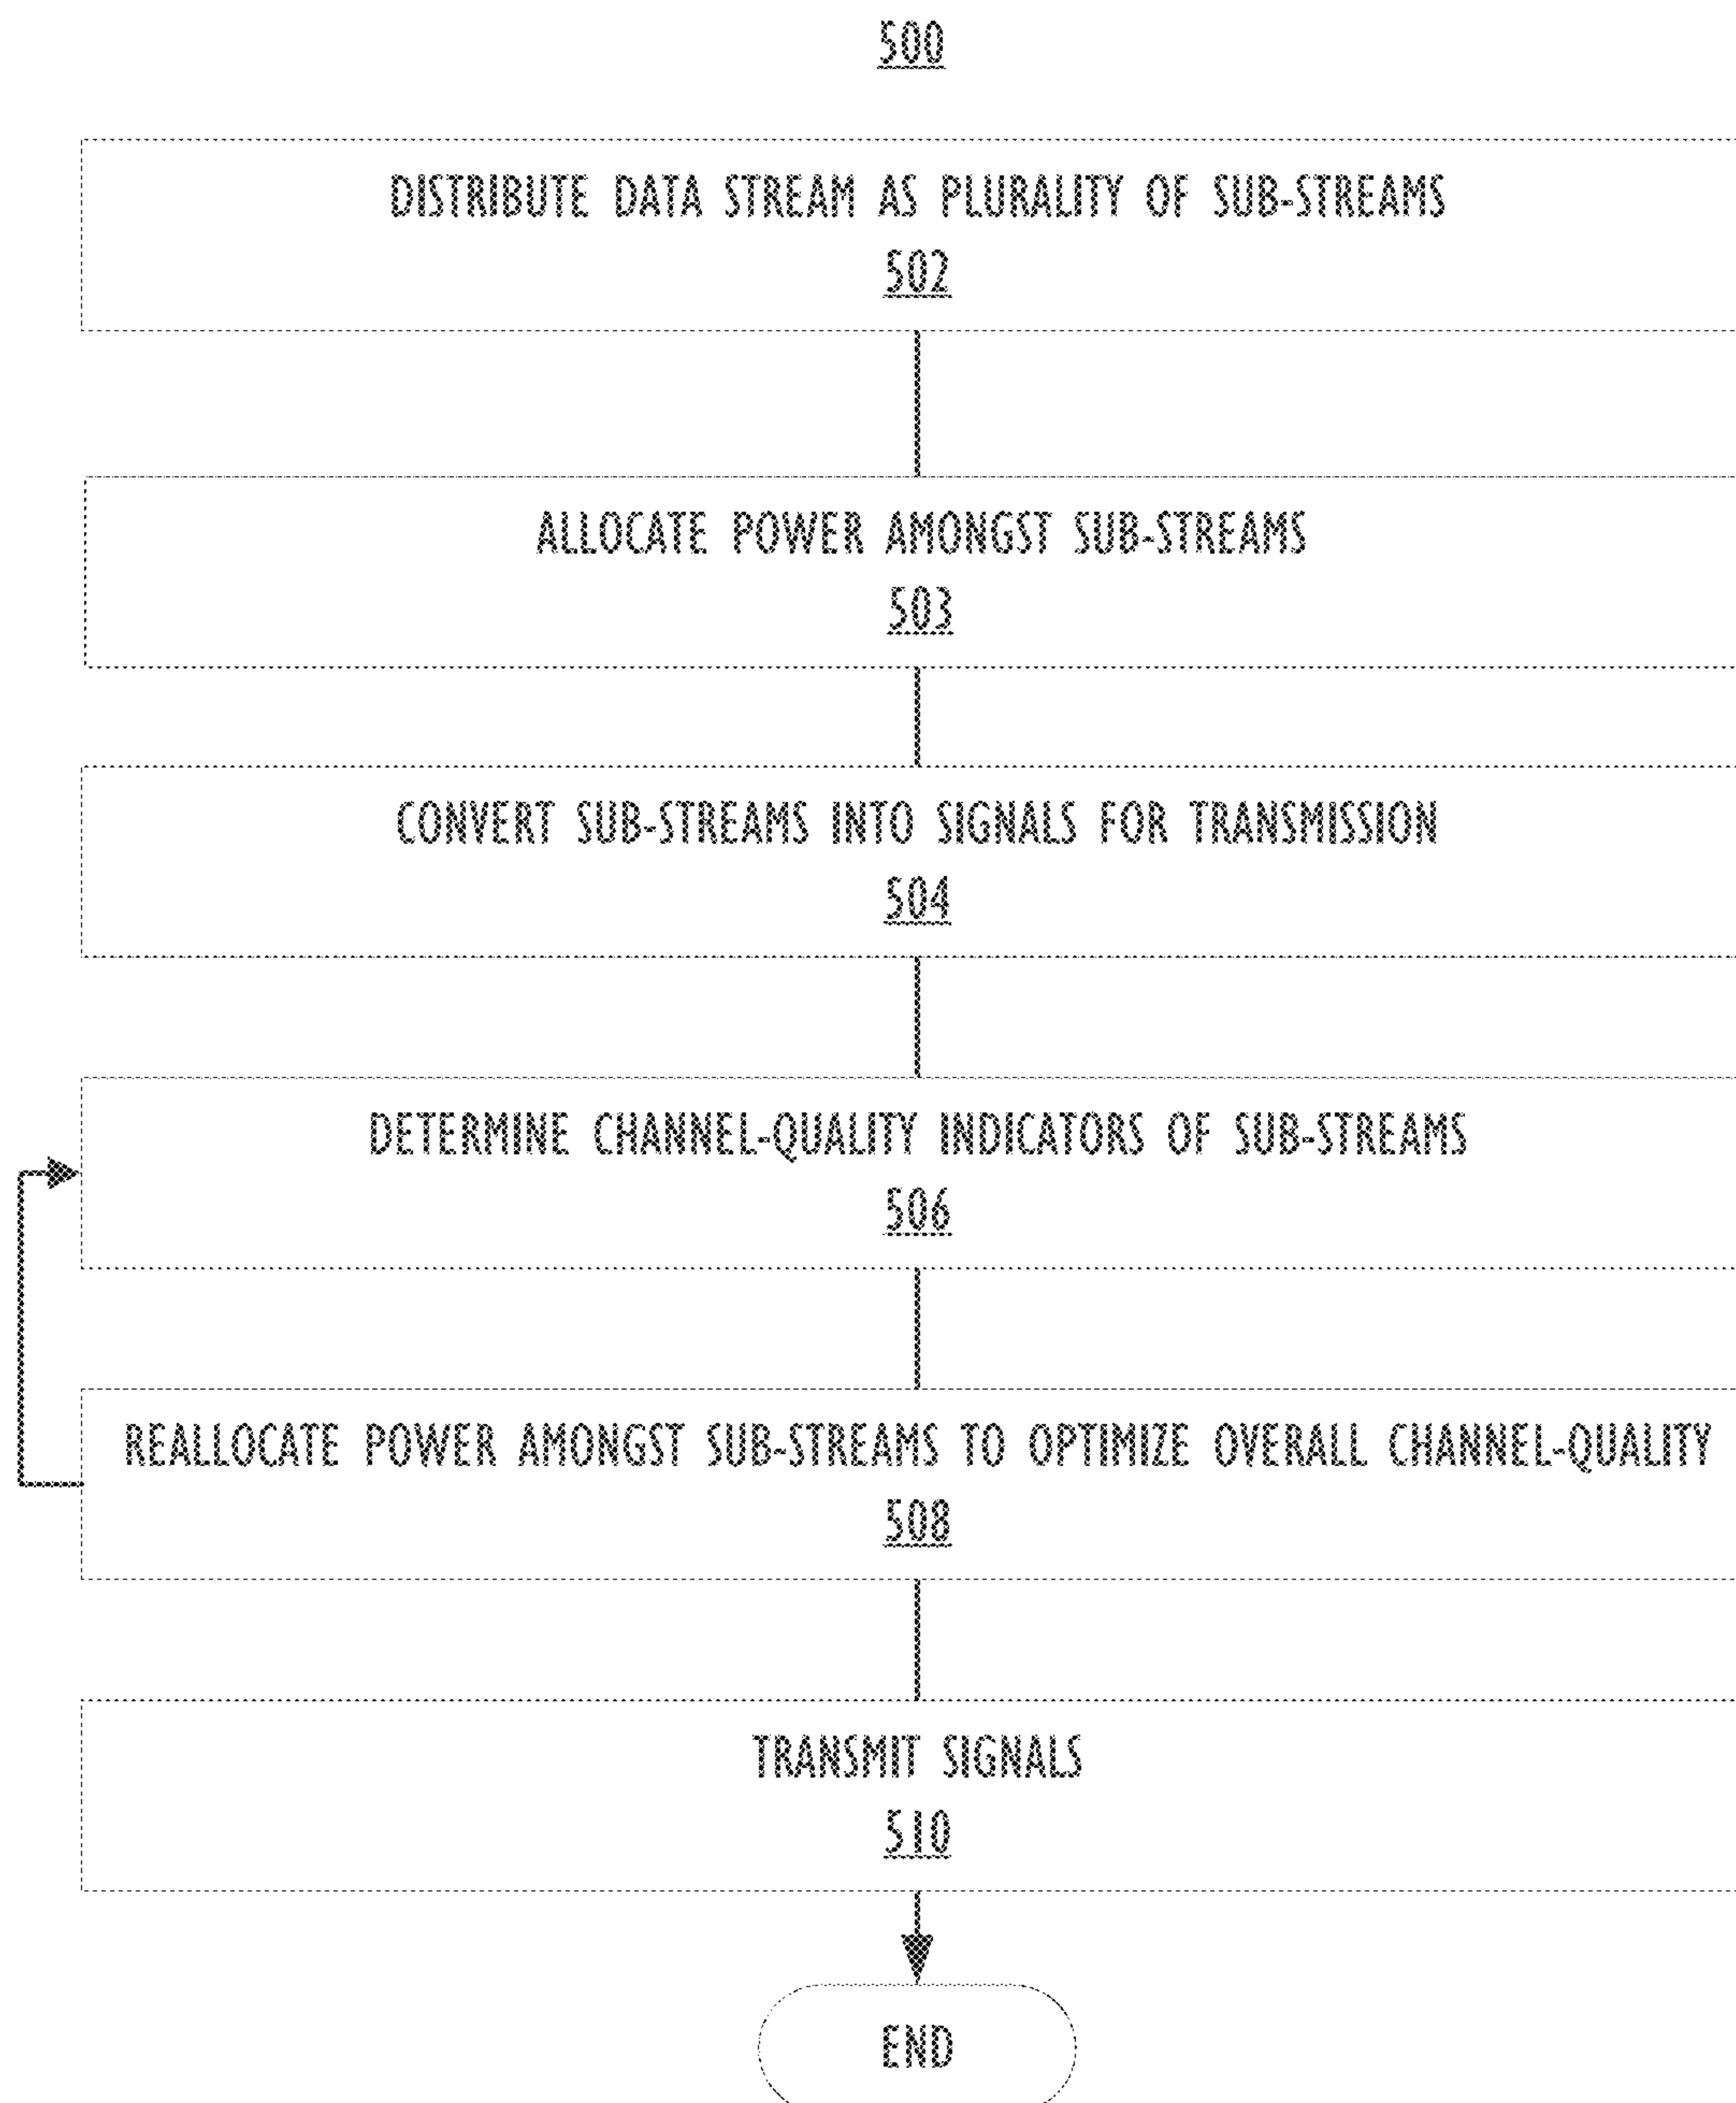 500
DISTRIBUTE DATA STREAM AS PLURALITY OF SUB-STREAMS
502
ALLOCATE POWER AMONGST SUB-STREAMS
503
CONVERT SUB-STREAMS INTO SIGNALS FOR TRANSMISSION
504
DETERMINE CHANNEL-QUALITY INDICATORS OF SUB-STREAMS
506
REALLOCATE POWER AMONGST SUB-STREAMS TO OPTIMIZE OVERALL CHANNEL-QUALITY
508
TRANSMIT SIGNALS
510
END